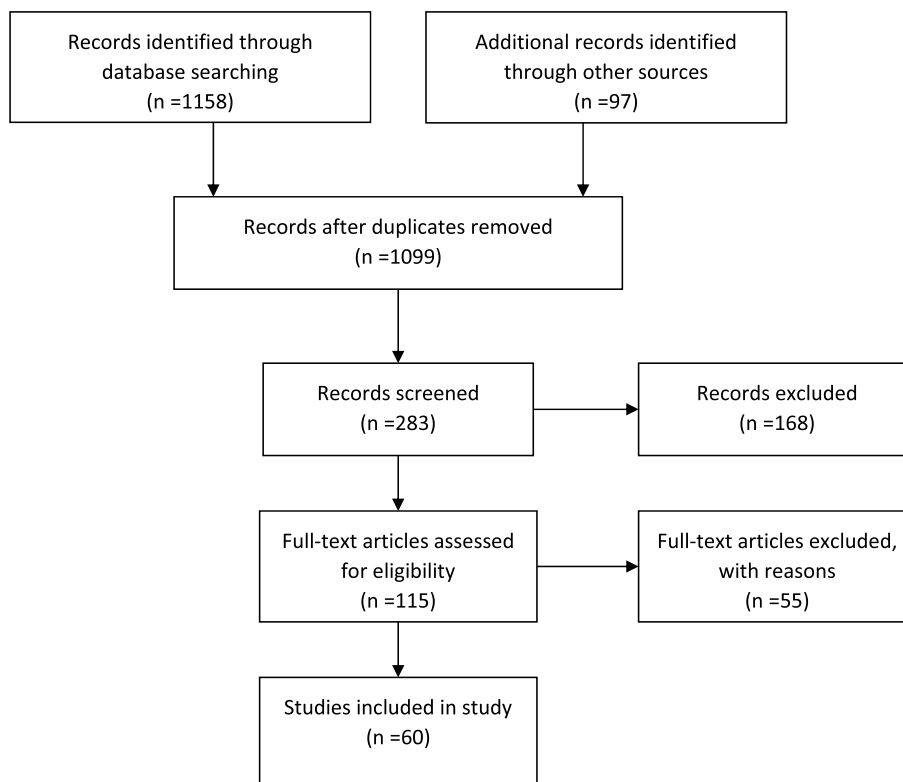 Records identified through
database searching
(n =1158)
Additional records identified
through other sources
(n =97)
Records after duplicates removed
(n =1099)
Records screened
(n =283)
Records excluded
(n =168)
Full-text articles assessed
for eligibility
(n =115)
Full-text articles excluded,
with reasons
(n =55)
Studies included in study
(n =60)